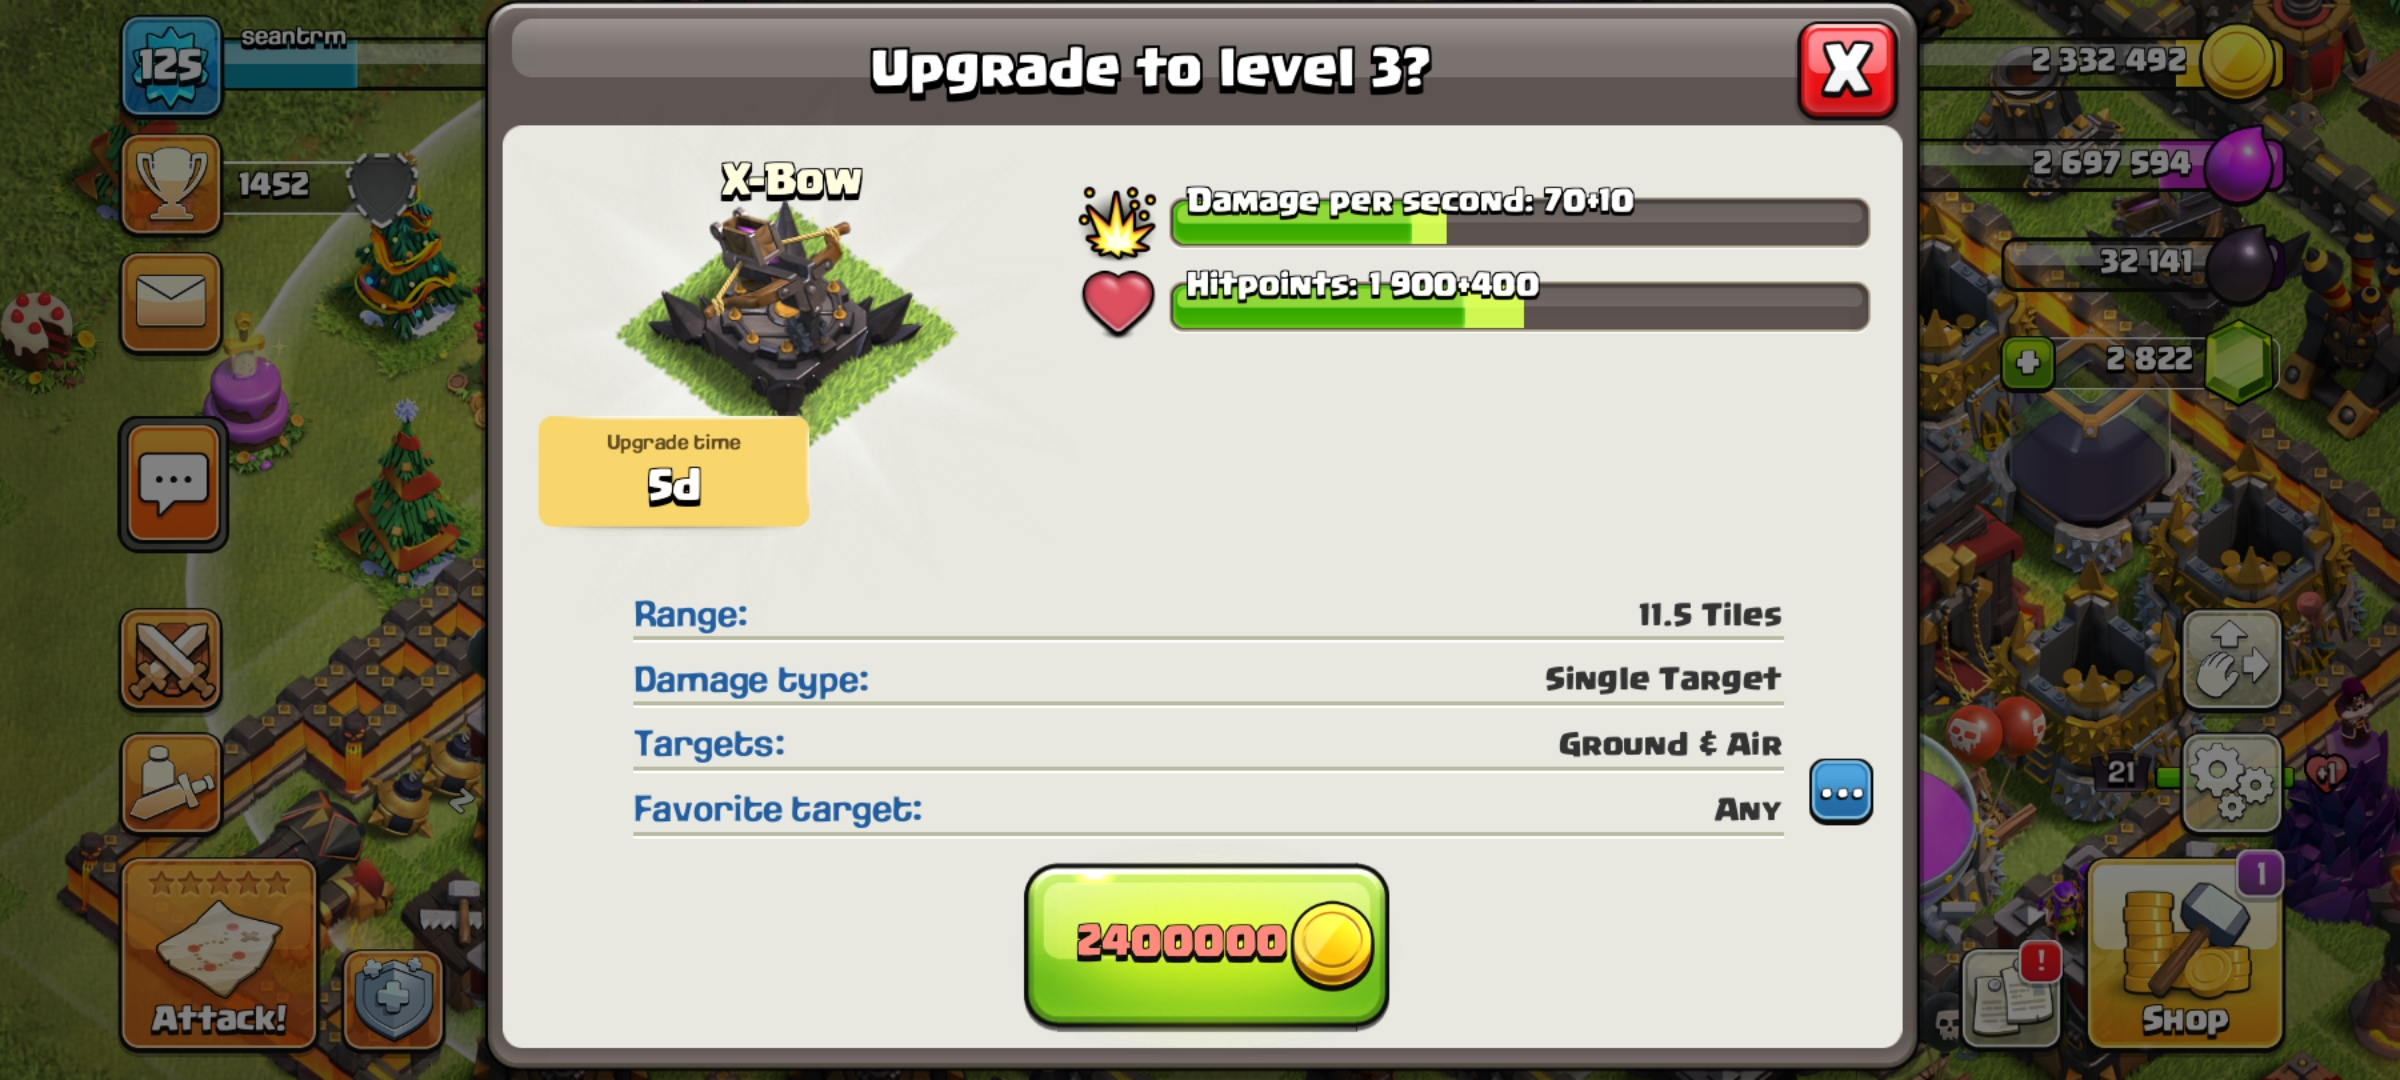 125
seantrm
1452
Attack!
Upgrade to level 3?
X
X-Bow
Damage per second: 70+10
Hitpoints: 1 900+400
Upgrade time
5d
Range: 11.5 Tiles
Damage type: Single Target
Targets: Ground & Air
Favorite target: Any
2400000
2 332 492
2 697 594
32 141
2 822
21
+1
1
!
Shop
Z